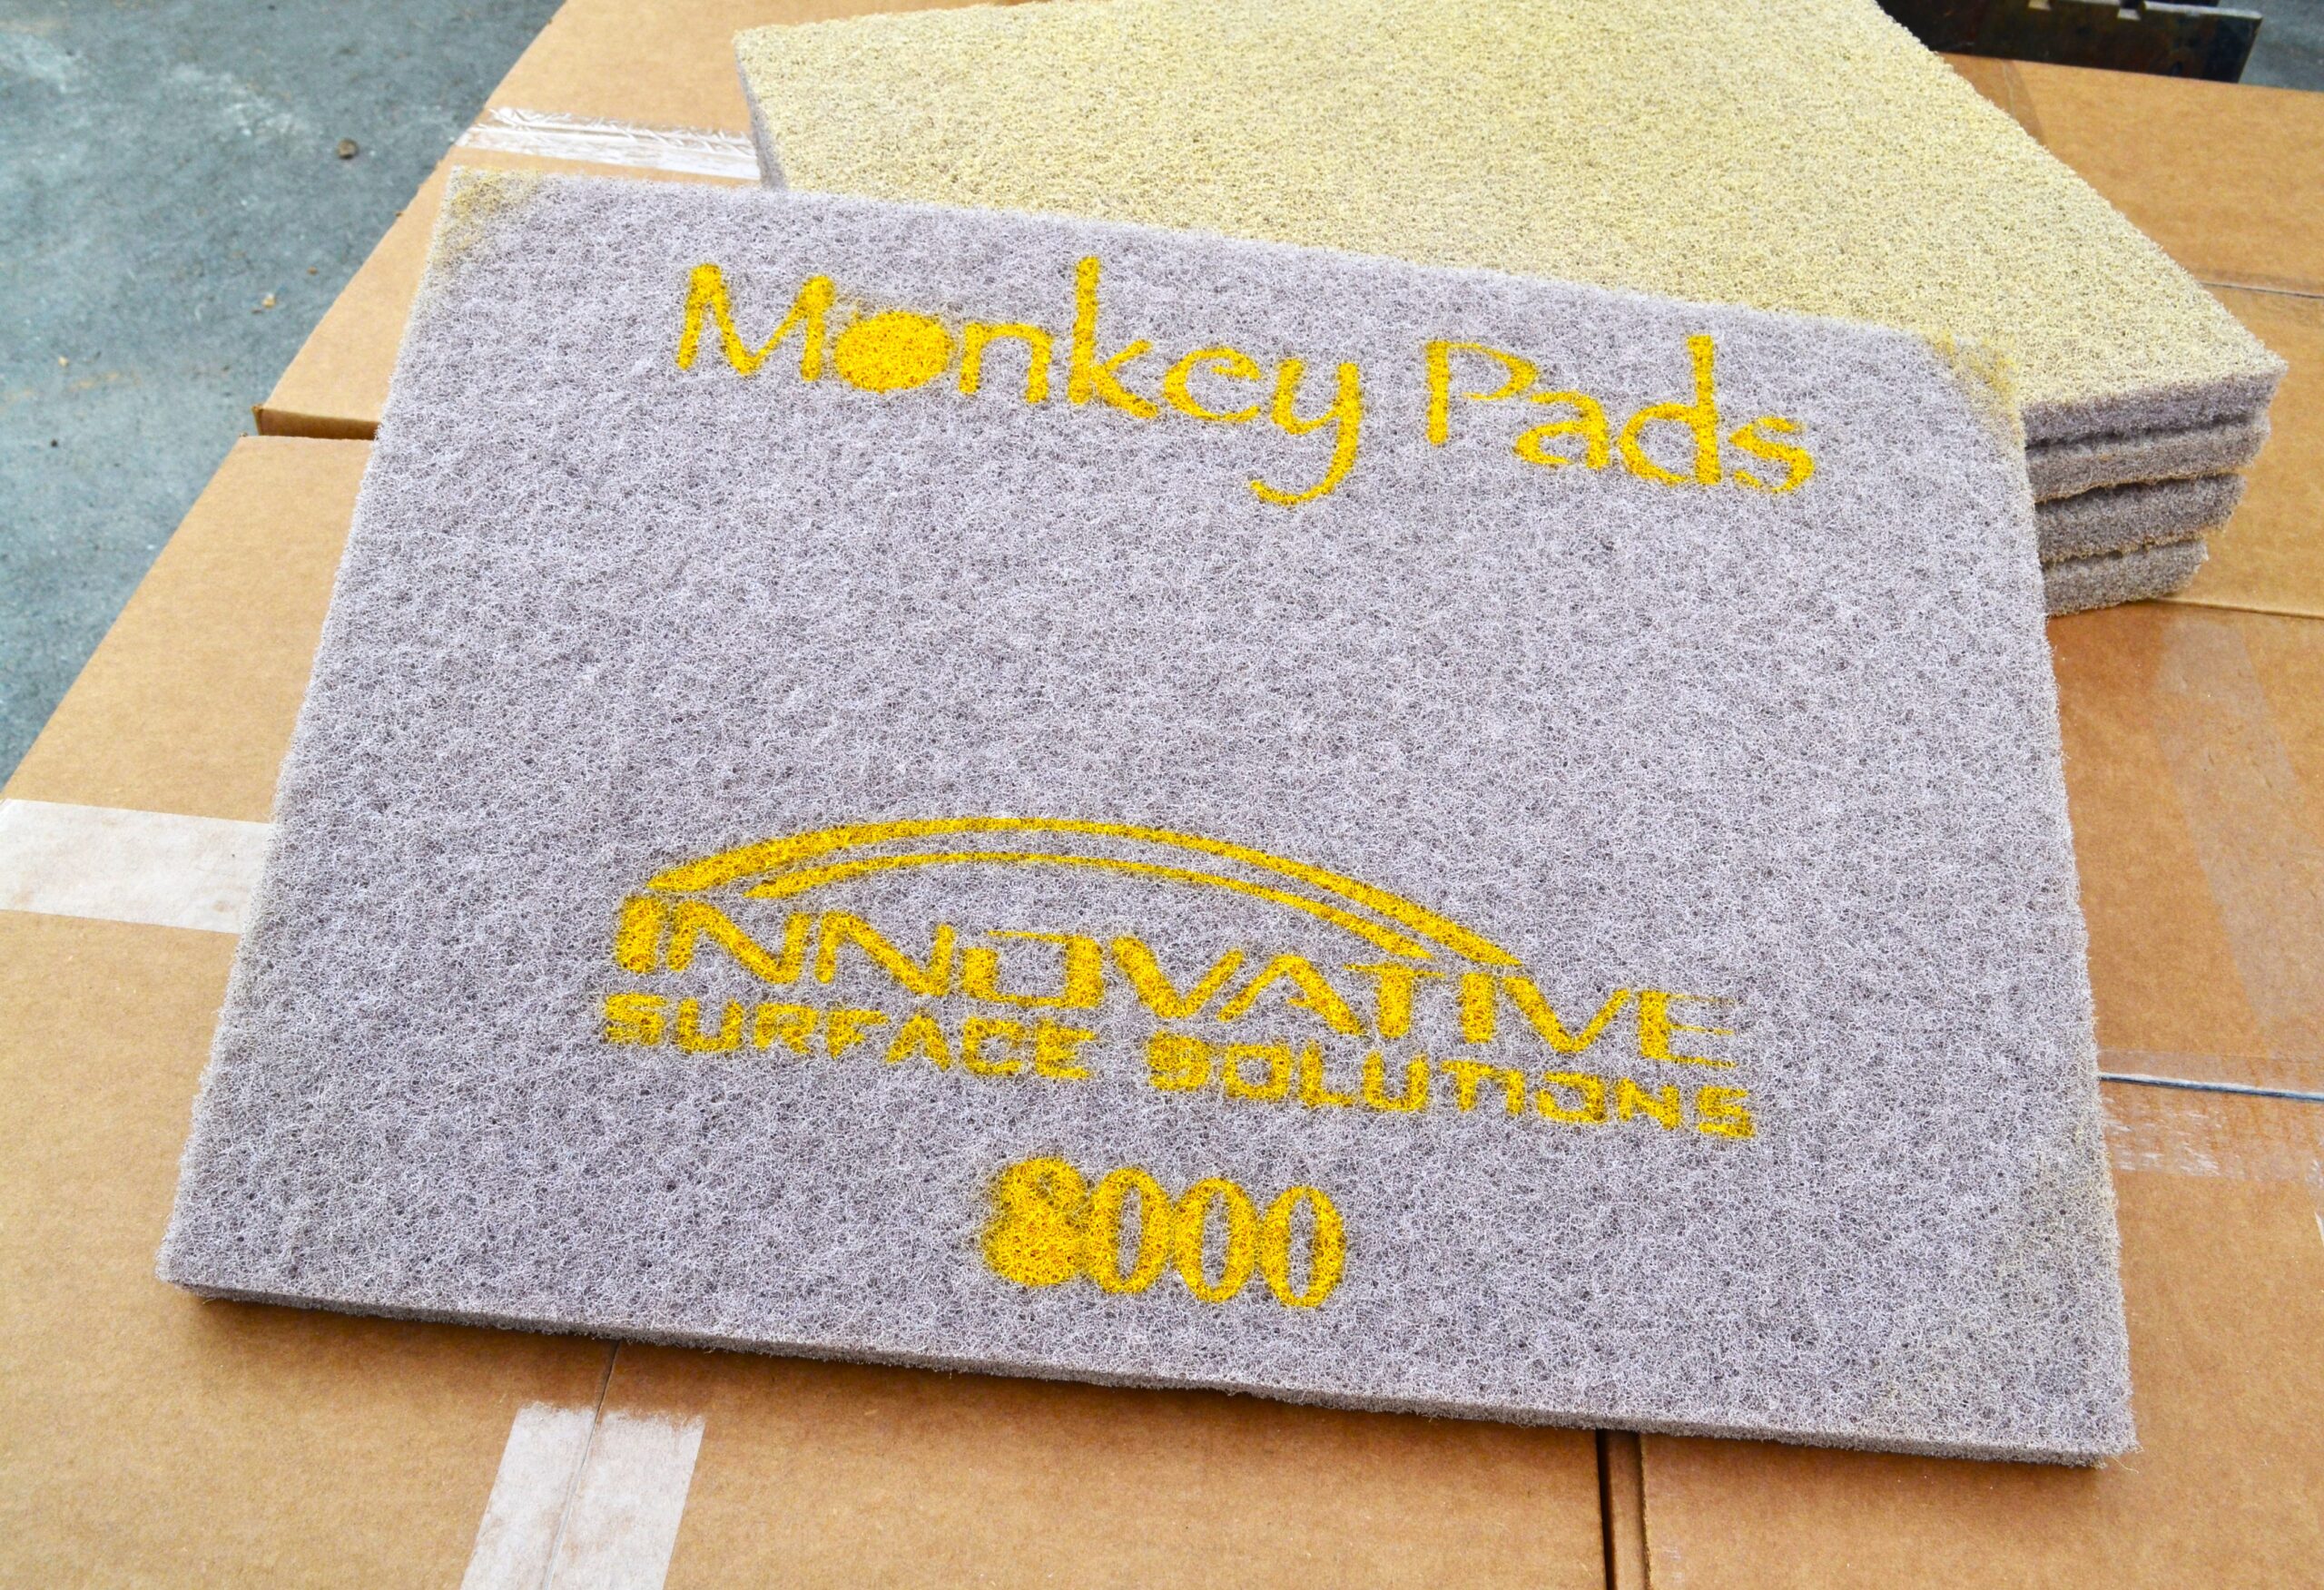 Monkey Pads
INNOVATIVE
SURFACE SOLUTIONS
8000